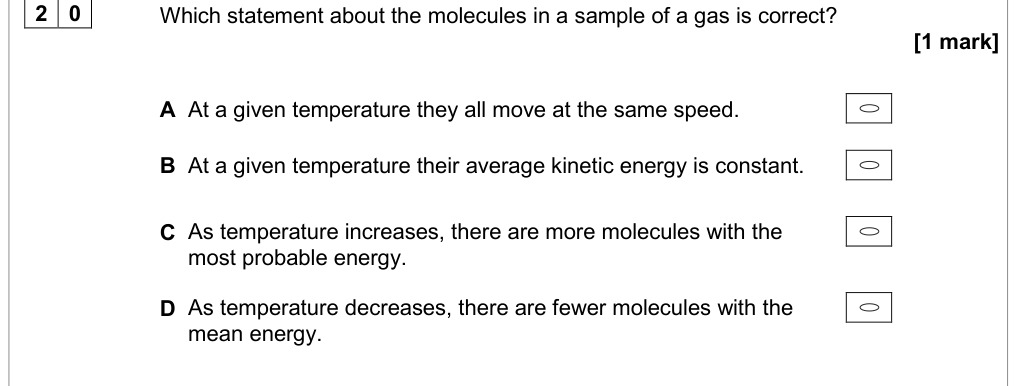 2 0 Which statement about the molecules in a sample of a gas is correct?
[1 mark]
A At a given temperature they all move at the same speed.
B At a given temperature their average kinetic energy is constant.
C As temperature increases, there are more molecules with the
most probable energy.
D As temperature decreases, there are fewer molecules with the
mean energy.